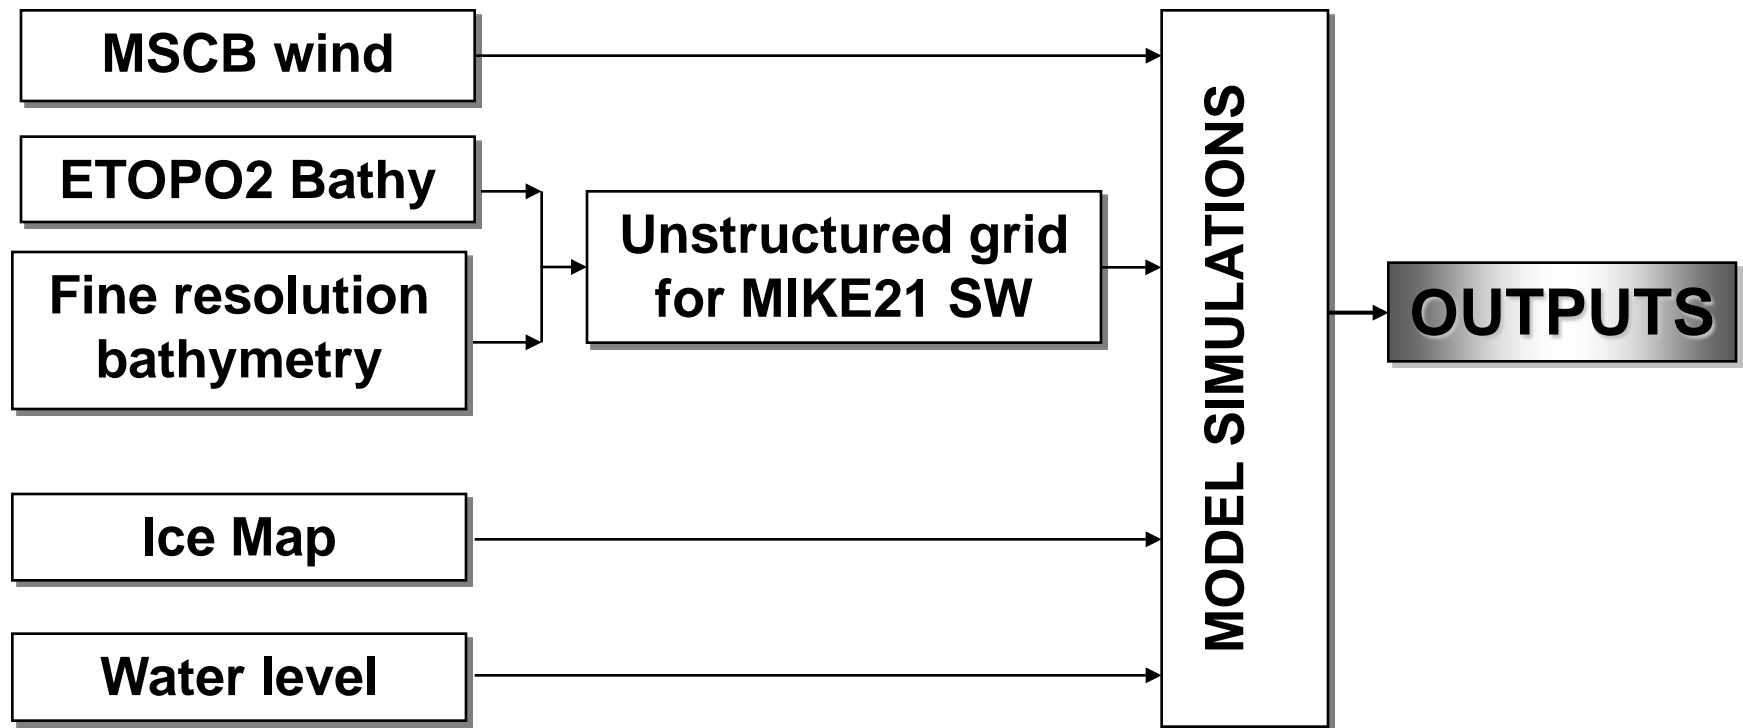 MSCB wind
ETOPO2 Bathy
Fine resolution
bathymetry
Ice Map
Water level
Unstructured grid
for MIKE21 SW
MODEL SIMULATIONS
OUTPUTS